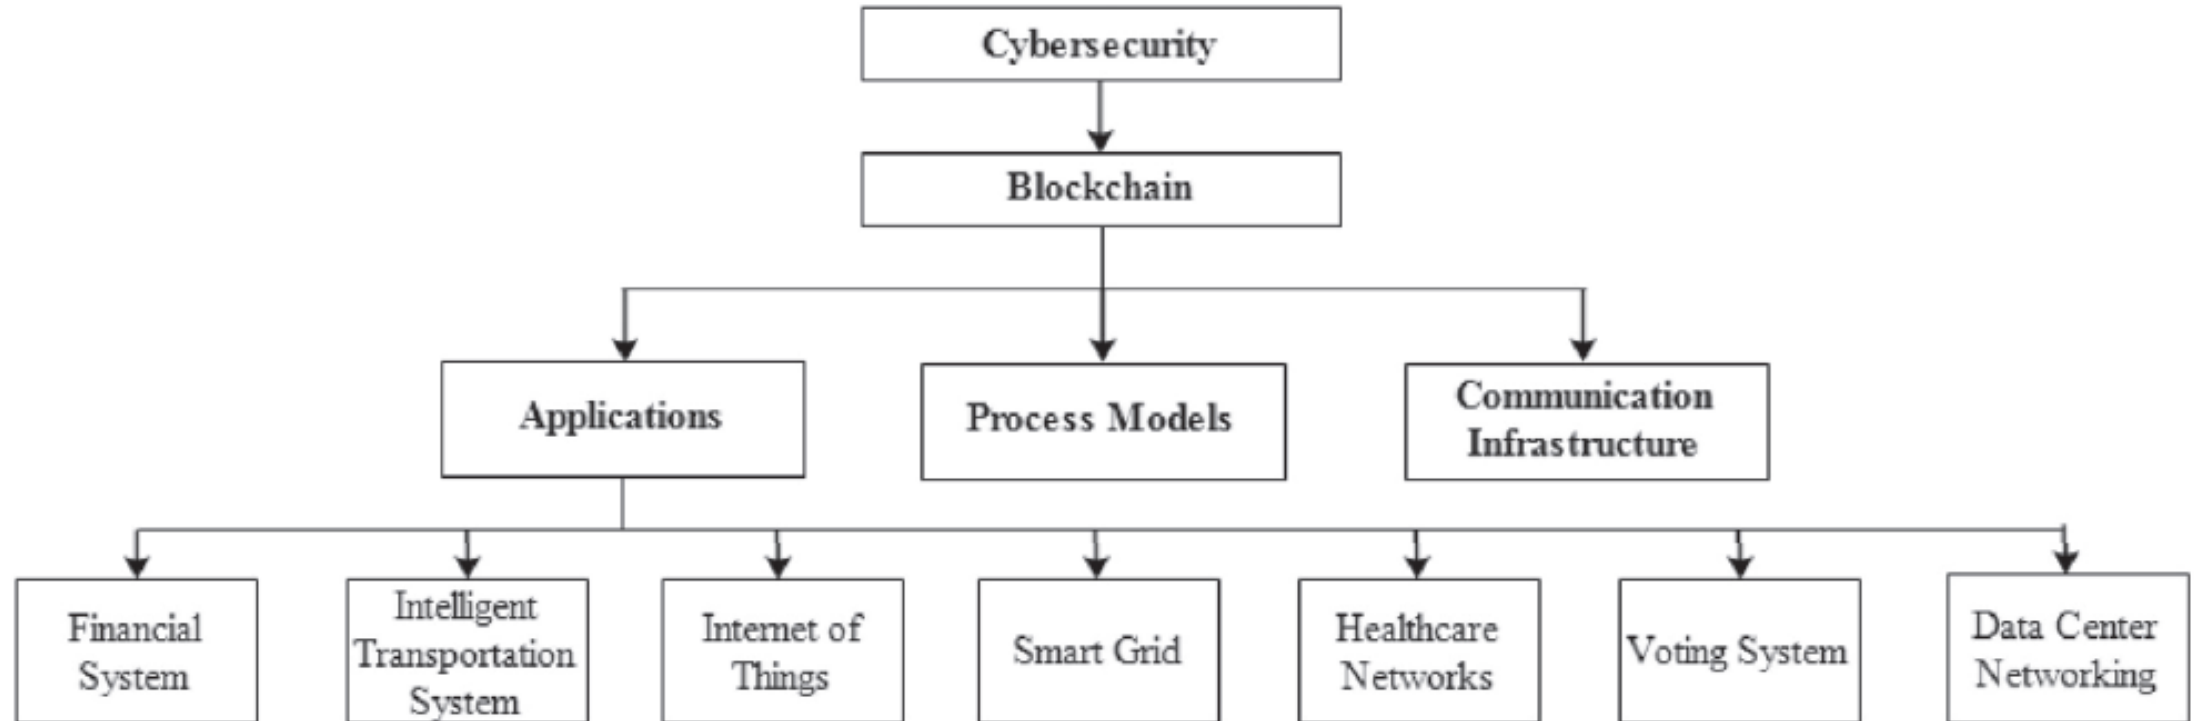 Cybersecurity
Blockchain
Applications
Process Models
Communication
Infrastructure
Financial
System
Intelligent
Transportation
System
Internet of
Things
Smart Grid
Healthcare
Networks
Voting System
Data Center
Networking